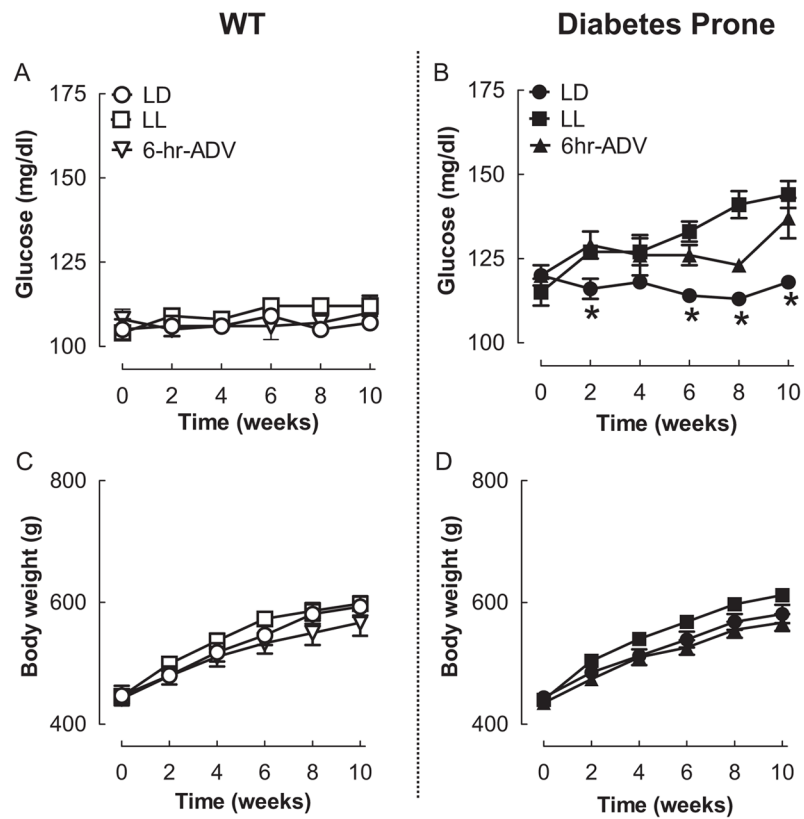 WT
Diabetes Prone
A
LD
LL
6-hr-ADV
175
150
125
100
Glucose (mg/dl)
0 2 4 6 8 10
Time (weeks)
B
LD
LL
6hr-ADV
175
150
125
100
Glucose (mg/dl)
* * * *
0 2 4 6 8 10
Time (weeks)
C
800
600
400
Body weight (g)
0 2 4 6 8 10
Time (weeks)
D
800
600
400
Body weight (g)
0 2 4 6 8 10
Time (weeks)